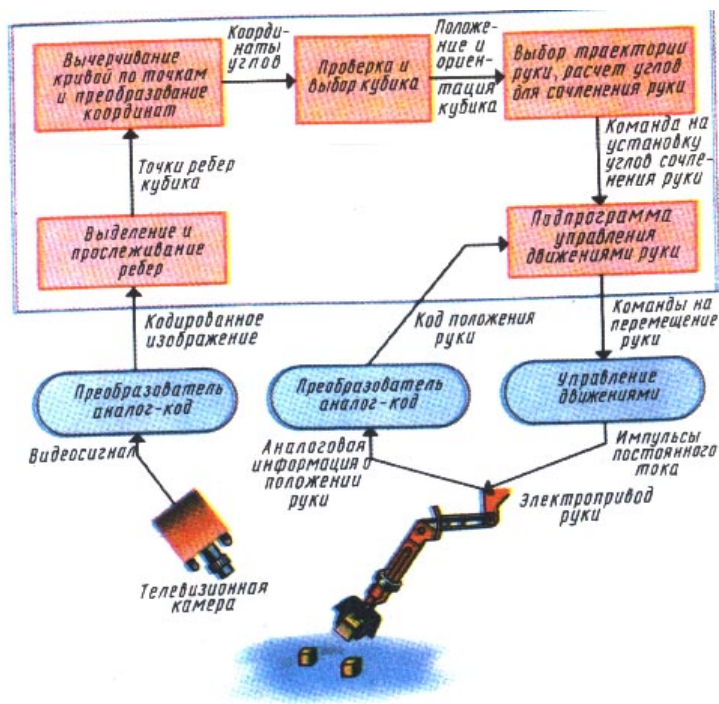 Вычерчивание
кривой по точкам
и преобразование
координат
Коорди-
наты
углов
Проверка и
выбор кубика
Положе-
ние и
ориен-
тация
кубика
Выбор траектории
руки, расчет углов
для сочленения руки
Точки ребер
кубика
Команда на
установку
углов сочле-
нения руки
Выделение и
прослеживание
ребер
Подпрограмма
управления
движениями руки
Кодированное
изображение
Код положения
руки
Команды на
перемещение
руки
Преобразователь
аналог-код
Преобразователь
аналог-код
Управление
движениями
Видеосигнал
Аналоговая
информация о
положении
руки
Импульсы
постоянного
тока
Электропривод
руки
Телевизионная
камера